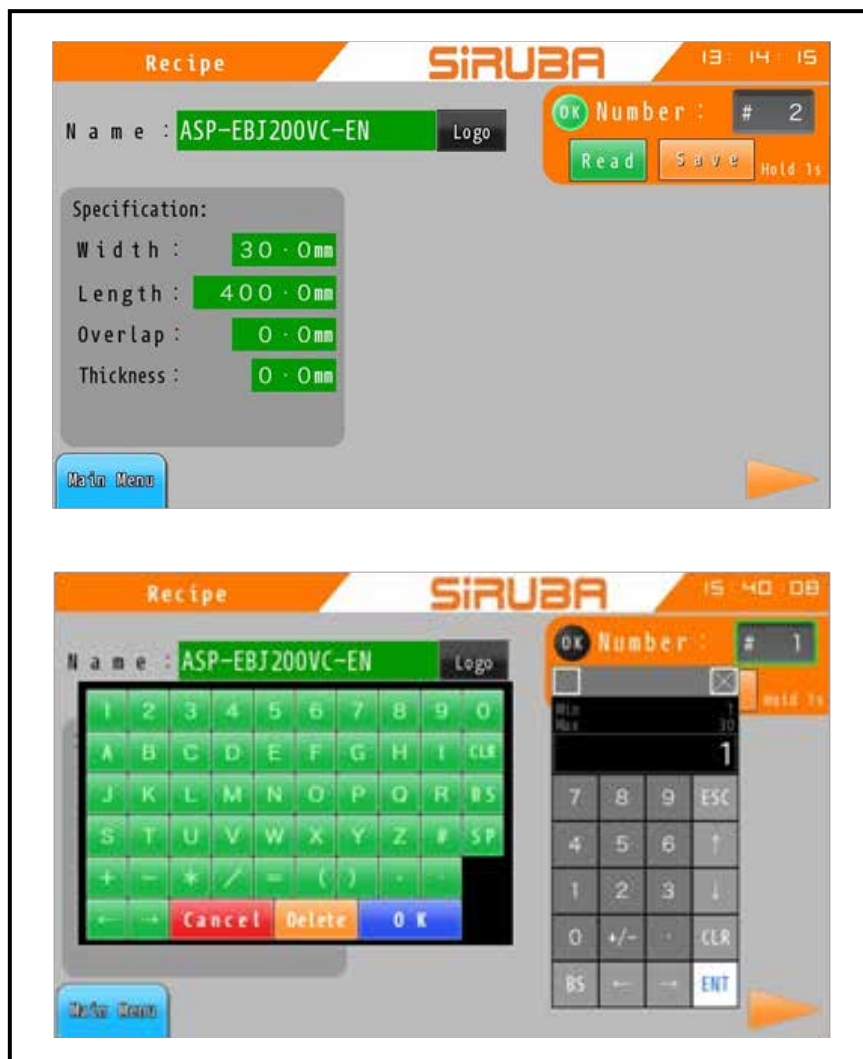 Recipe SiRUBA 13: 14: 15
Name : ASP-EBJ200VC-EN Logo OK Number : # 2
Read Save Hold 1s
Specification:
Width : 30.0mm
Length : 400.0mm
Overlap : 0.0mm
Thickness : 0.0mm
Main Menu
Recipe SiRUBA 15 40 08
Name : ASP-EBJ200VC-EN Logo OK Number : # 1
Hold 1s
Min 1
Max 30
1
1 2 3 4 5 6 7 8 9 0
A B C D E F G H I CLR
J K L M N O P Q R BS
S T U V W X Y Z # SP
+ - * / = ( ) . -
← → Cancel Delete OK
7 8 9 ESC
4 5 6 ↑
1 2 3 ↓
0 +/- . CLR
BS ← → ENT
Main Menu